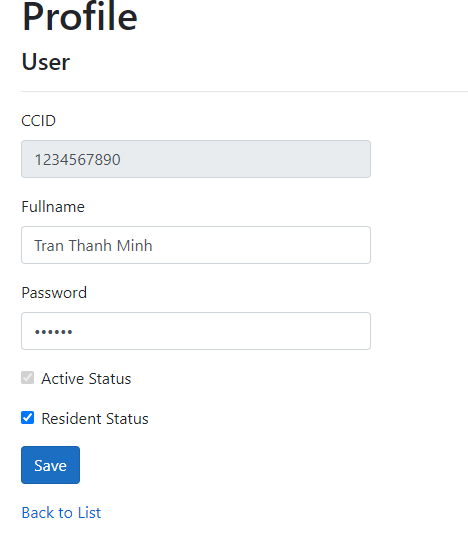 Profile
User
CCID
1234567890
Fullname
Tran Thanh Minh
Password
••••••
Active Status
Resident Status
Save
Back to List